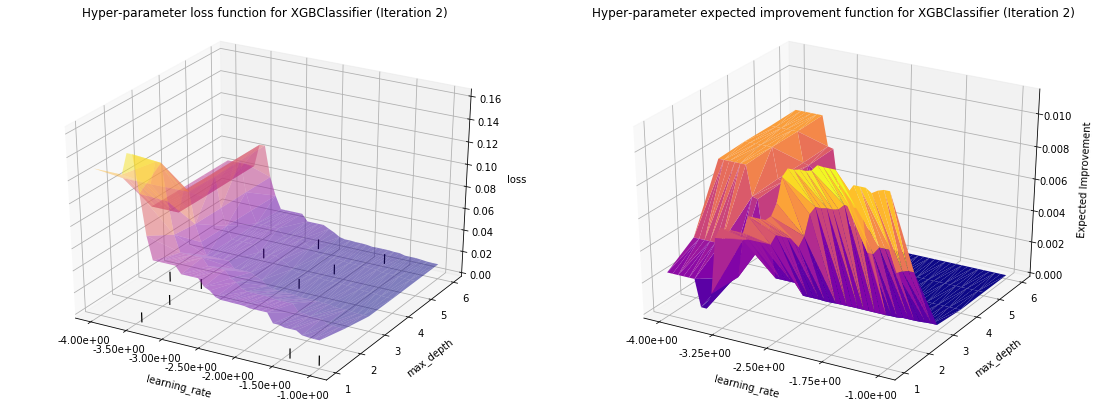 Hyper-parameter loss function for XGBClassifier (Iteration 2)
0.16
0.14
0.12
0.10
0.08
0.06
0.04
0.02
0.00
loss
-4.00e+00
-3.50e+00
-3.00e+00
-2.50e+00
-2.00e+00
-1.50e+00
-1.00e+00
learning_rate
1
2
3
4
5
6
max_depth
Hyper-parameter expected improvement function for XGBClassifier (Iteration 2)
0.010
0.008
0.006
0.004
0.002
0.000
Expected Improvement
-4.00e+00
-3.25e+00
-2.50e+00
-1.75e+00
-1.00e+00
learning_rate
1
2
3
4
5
6
max_depth